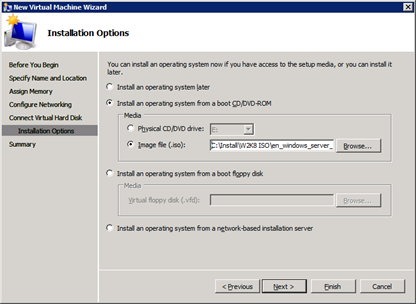 New Virtual Machine Wizard
Installation Options
Before You Begin
Specify Name and Location
Assign Memory
Configure Networking
Connect Virtual Hard Disk
Installation Options
Summary
You can install an operating system now if you have access to the setup media, or you can install it
later.
Install an operating system later
Install an operating system from a boot CD/DVD-ROM
Media
Physical CD/DVD drive:
Image file (.iso): C:\Install\W2K8 ISO\en_windows_server_ Browse...
Install an operating system from a boot floppy disk
Media
Virtual floppy disk (.vfd): Browse...
Install an operating system from a network-based installation server
< Previous Next > Finish Cancel